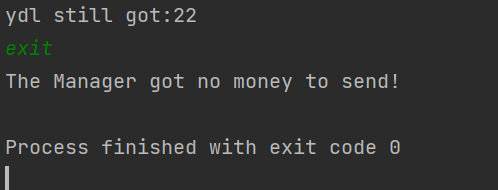 ydl still got:22
exit
The Manager got no money to send!
Process finished with exit code 0